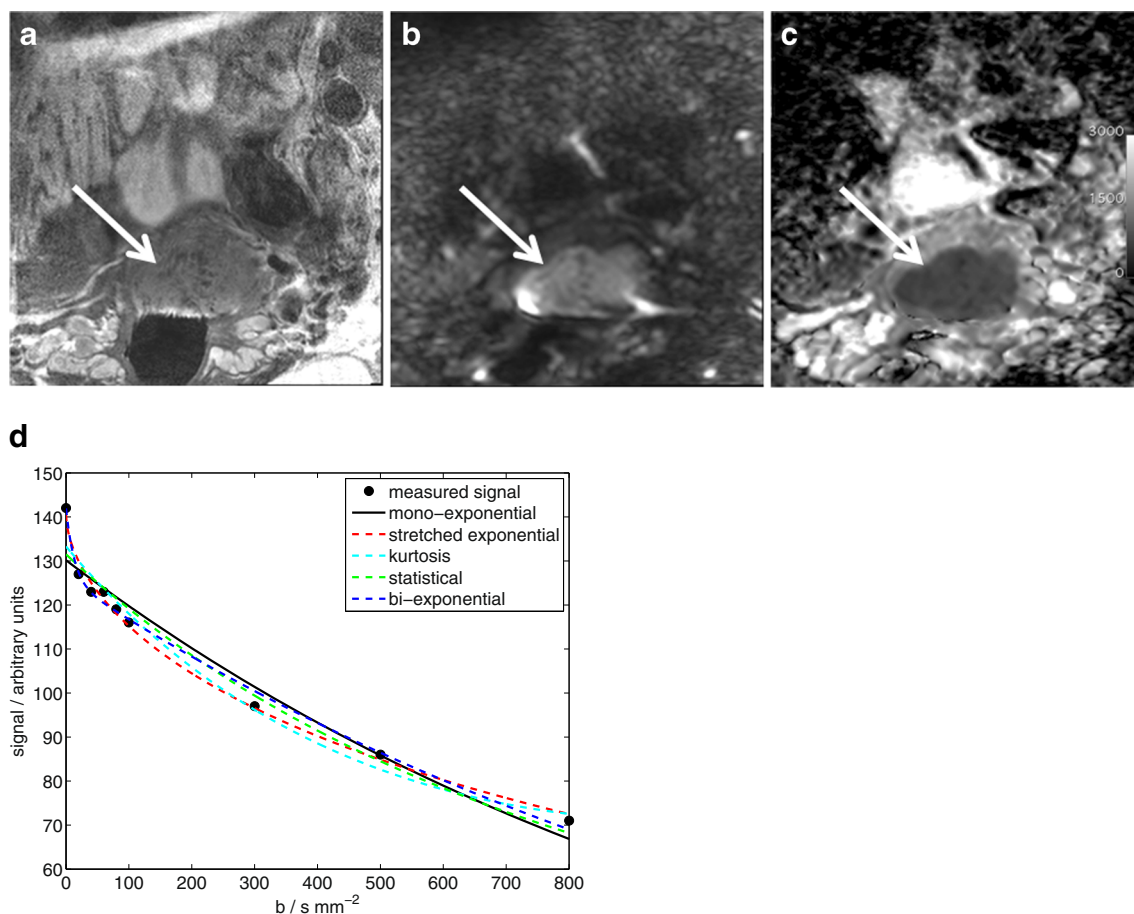 a
b
c
3000
1500
0
d
150
140
130
120
110
100
90
80
70
60
signal / arbitrary units
measured signal
mono−exponential
stretched exponential
kurtosis
statistical
bi−exponential
0 100 200 300 400 500 600 700 800
b / s mm⁻²